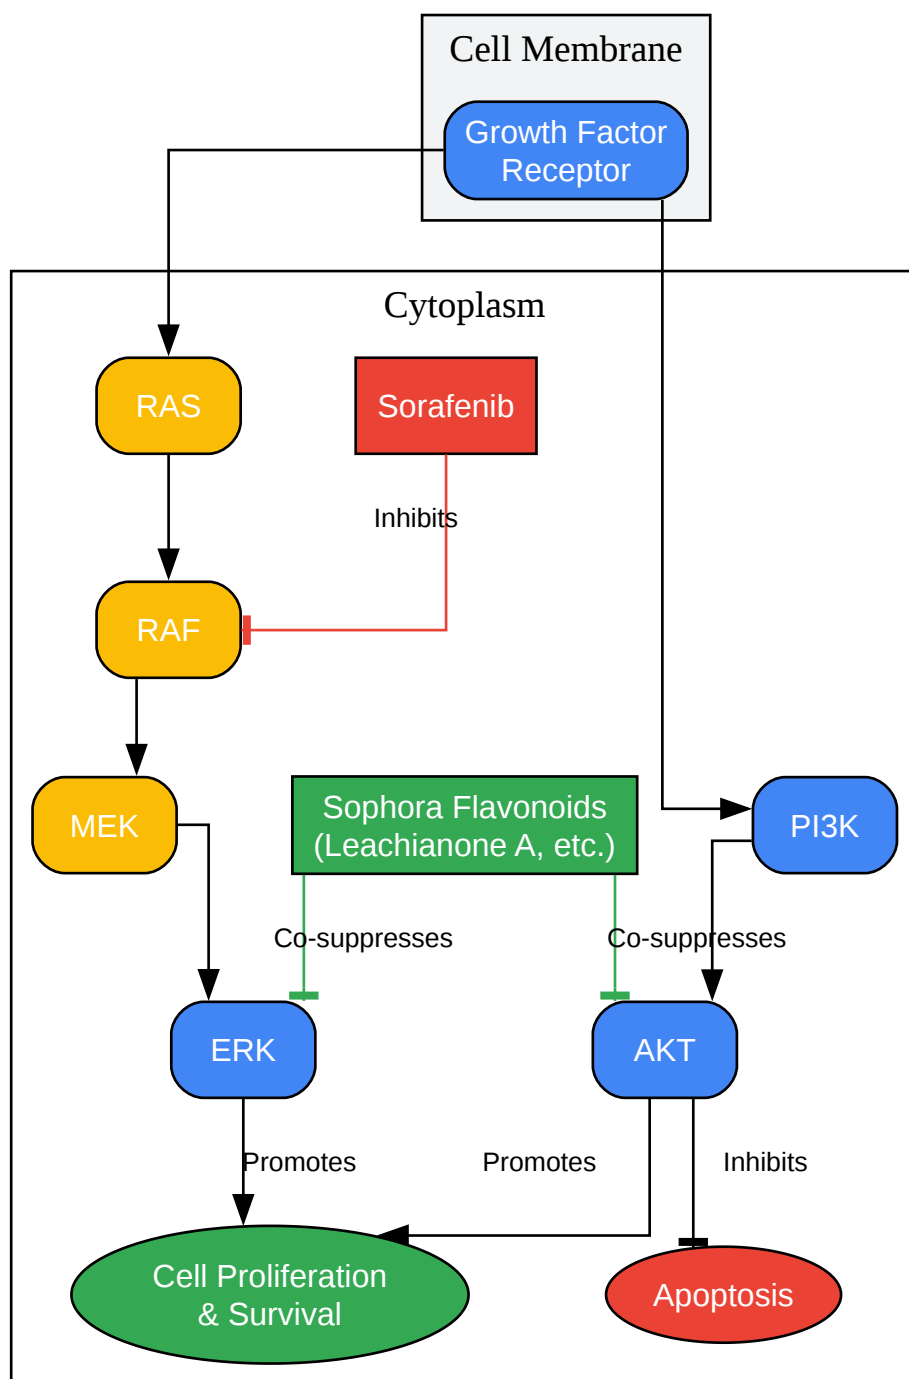 Cell Membrane
Growth Factor
Receptor
Cytoplasm
RAS
Sorafenib
Inhibits
RAF
MEK
Sophora Flavonoids
(Leachianone A, etc.)
PI3K
Co-suppresses
Co-suppresses
ERK
AKT
Promotes
Promotes
Inhibits
Cell Proliferation
& Survival
Apoptosis